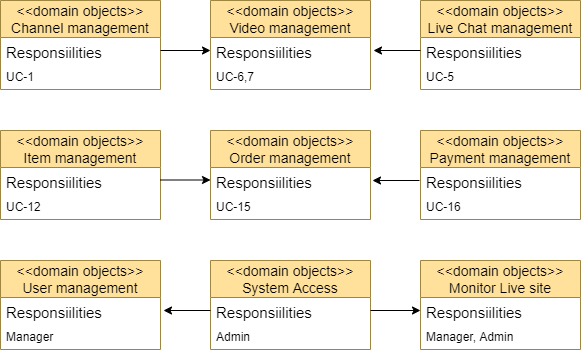 <<domain objects>>
Channel management
Responsiilities
UC-1
<<domain objects>>
Video management
Responsiilities
UC-6,7
<<domain objects>>
Live Chat management
Responsiilities
UC-5
<<domain objects>>
Item management
Responsiilities
UC-12
<<domain objects>>
Order management
Responsiilities
UC-15
<<domain objects>>
Payment management
Responsiilities
UC-16
<<domain objects>>
User management
Responsiilities
Manager
<<domain objects>>
System Access
Responsiilities
Admin
<<domain objects>>
Monitor Live site
Responsiilities
Manager, Admin